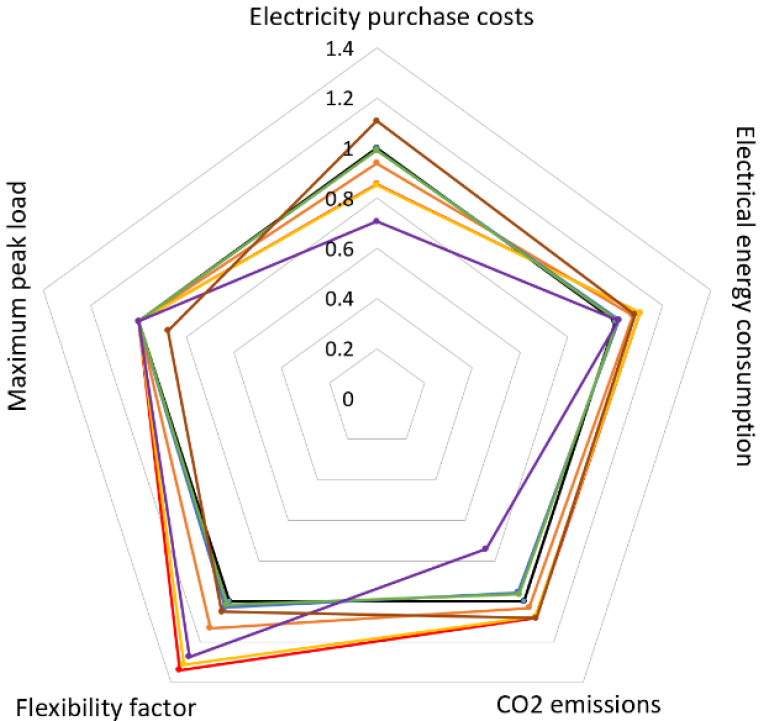 Electricity purchase costs
1.4
1.2
1
0.8
0.6
0.4
0.2
0
Electrical energy consumption
Maximum peak load
Flexibility factor
CO2 emissions